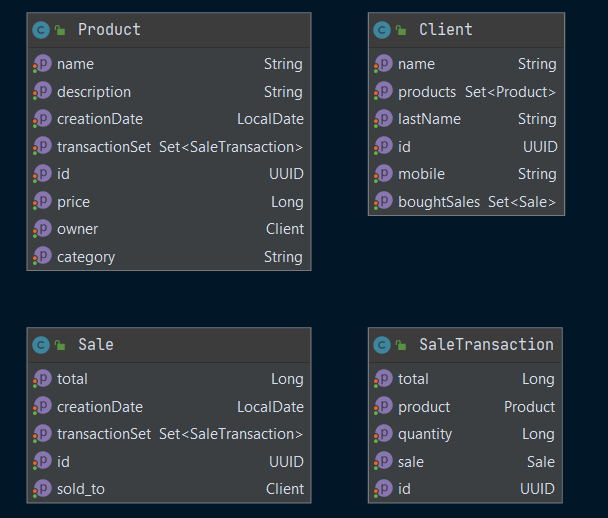 Product
name String
description String
creationDate LocalDate
transactionSet Set<SaleTransaction>
id UUID
price Long
owner Client
category String
Client
name String
products Set<Product>
lastName String
id UUID
mobile String
boughtSales Set<Sale>
Sale
total Long
creationDate LocalDate
transactionSet Set<SaleTransaction>
id UUID
sold_to Client
SaleTransaction
total Long
product Product
quantity Long
sale Sale
id UUID